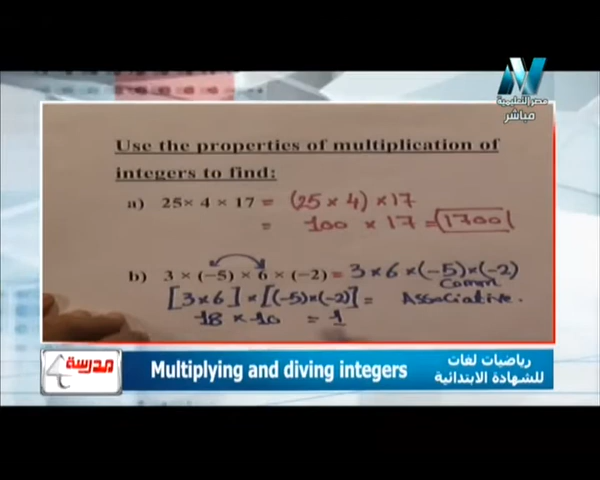 مصر التعليمية
مباشر
Use the properties of multiplication of
integers to find:
a) 25× 4 × 17 = (25 × 4) × 17
= 100 × 17 = 1700
b) 3 × (−5) × 6 × (−2) = 3 × 6 × (−5) × (−2)
Comm
[3×6] × [(-5)×(-2)] = Associative.
18 × 10 = 1
مدرسة
Multiplying and diving integers
رياضيات لغات
للشهادة الابتدائية